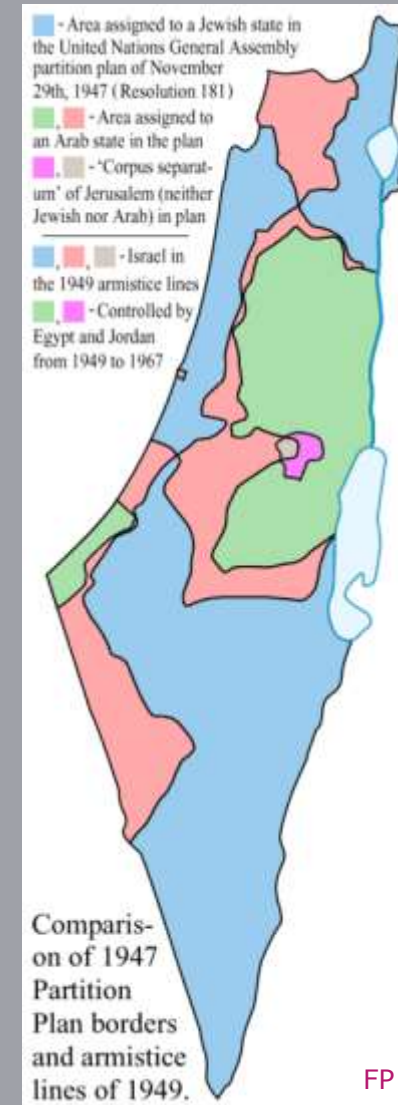 - Area assigned to a Jewish state in
the United Nations General Assembly
partition plan of November
29th, 1947 (Resolution 181)
, - Area assigned to
an Arab state in the plan
, - 'Corpus separat-
um' of Jerusalem (neither
Jewish nor Arab) in plan
, , - Israel in
the 1949 armistice lines
, - Controlled by
Egypt and Jordan
from 1949 to 1967
Comparis-
on of 1947
Partition
Plan borders
and armistice
lines of 1949.
FP